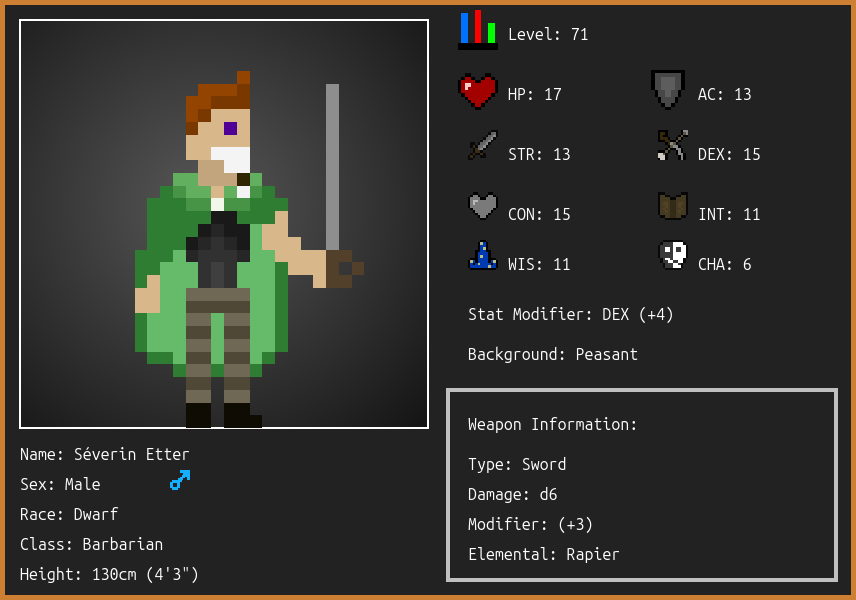 Level: 71
HP: 17
AC: 13
STR: 13
DEX: 15
CON: 15
INT: 11
WIS: 11
CHA: 6
Stat Modifier: DEX (+4)
Background: Peasant
Weapon Information:
Type: Sword
Damage: d6
Modifier: (+3)
Elemental: Rapier
Name: Séverin Etter
Sex: Male
Race: Dwarf
Class: Barbarian
Height: 130cm (4'3")